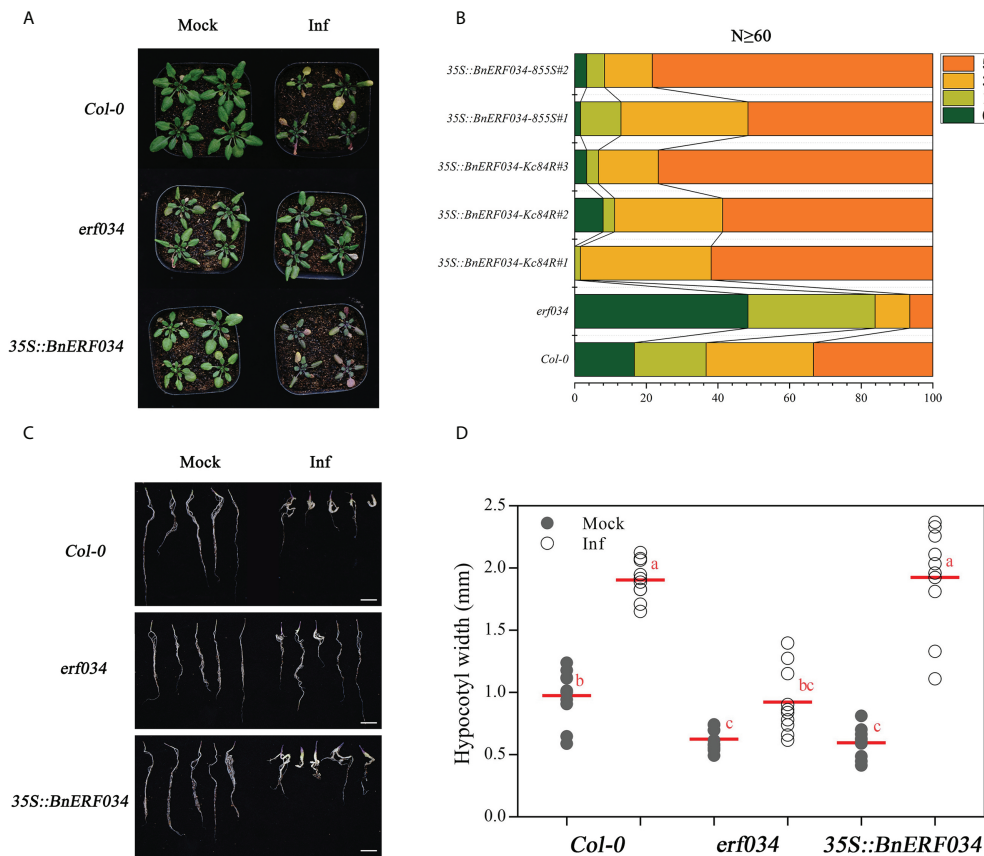 A
Mock Inf
Col-0
erf034
35S::BnERF034
B
N≥60
35S::BnERF034-855S#2
35S::BnERF034-855S#1
35S::BnERF034-Kc84R#3
35S::BnERF034-Kc84R#2
35S::BnERF034-Kc84R#1
erf034
Col-0
0 20 40 60 80 100
C
Mock Inf
Col-0
erf034
35S::BnERF034
D
Hypocotyl width (mm)
2.5
2.0
1.5
1.0
0.5
0.0
Mock
Inf
b
a
c
bc
c
a
Col-0 erf034 35S::BnERF034